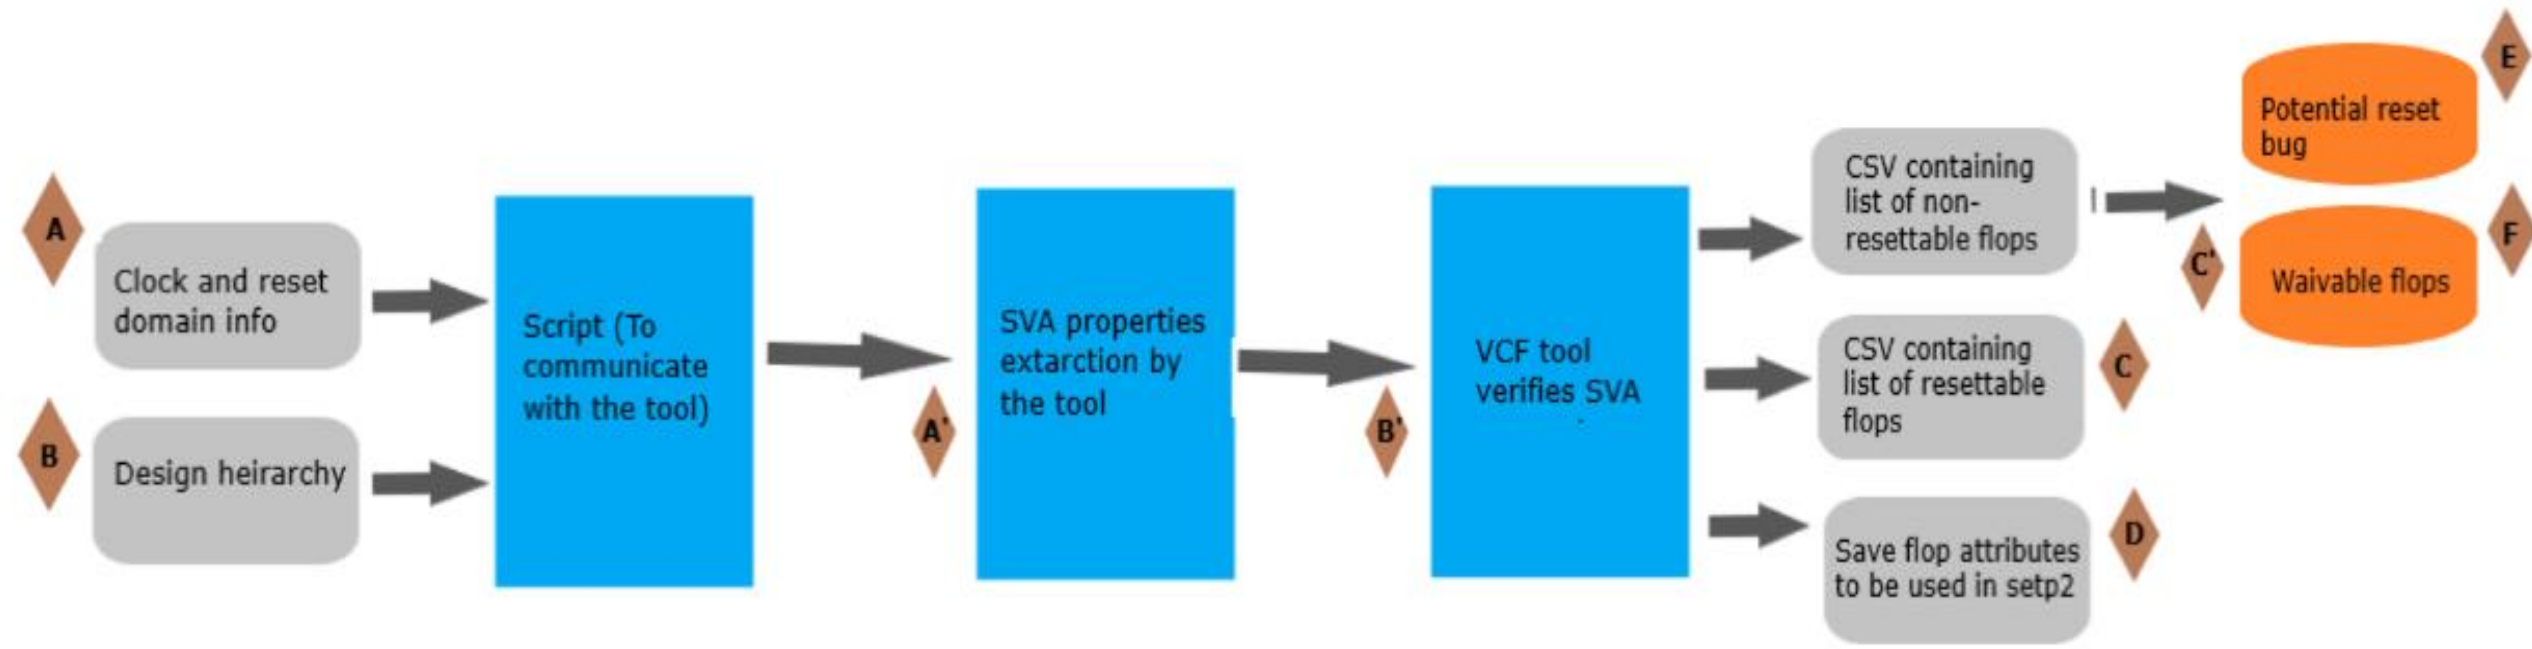 A
Clock and reset
domain info
B
Design heirarchy
Script (To
communicate
with the tool)
A'
SVA properties
extarction by
the tool
B'
VCF tool
verifies SVA
CSV containing
list of non-
resettable flops
CSV containing
list of resettable
flops
C
Save flop attributes
to be used in setp2
D
E
Potential reset
bug
C'
F
Waivable flops